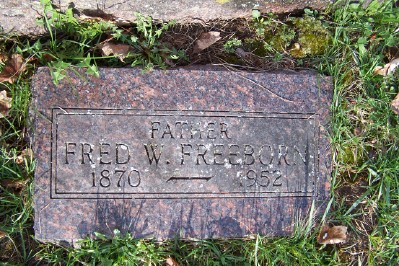 FATHER
FRED W. FREEBORN
1870 — 1952